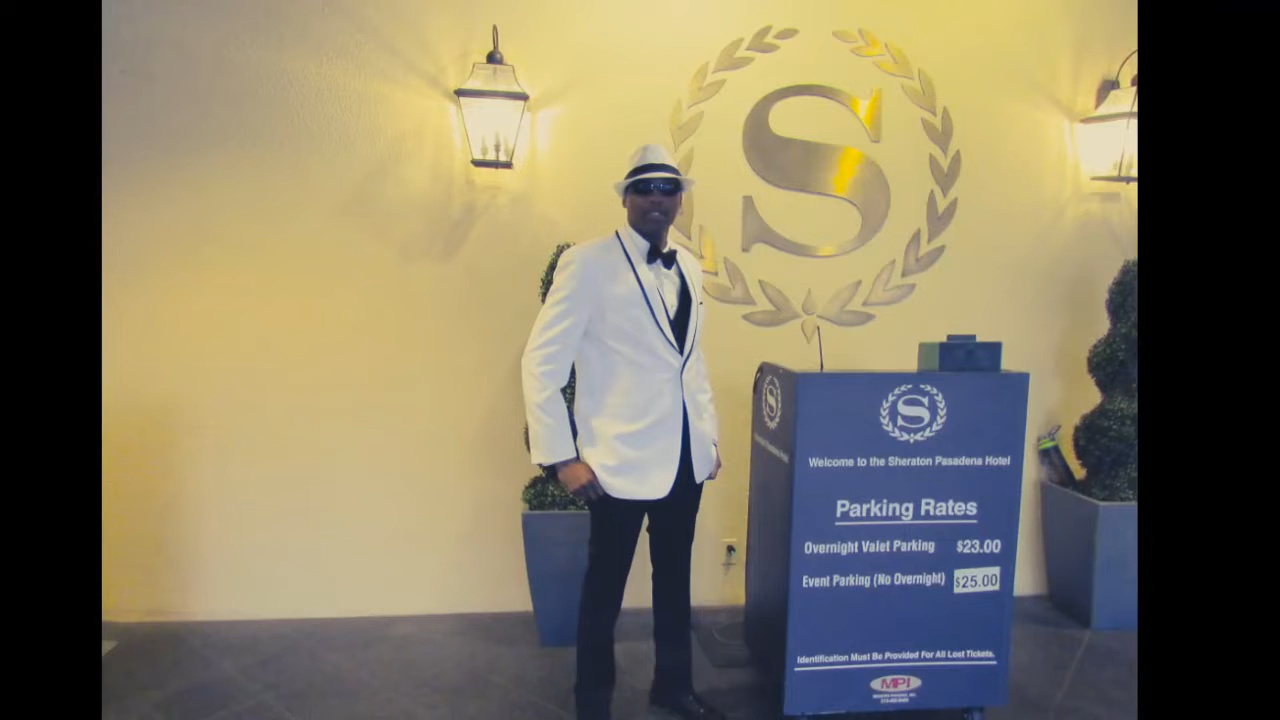 S
S
S
Welcome to the Sheraton Pasadena Hotel
Parking Rates
Overnight Valet Parking $23.00
Event Parking (No Overnight) $25.00
Identification Must Be Provided For All Lost Tickets.
MPI